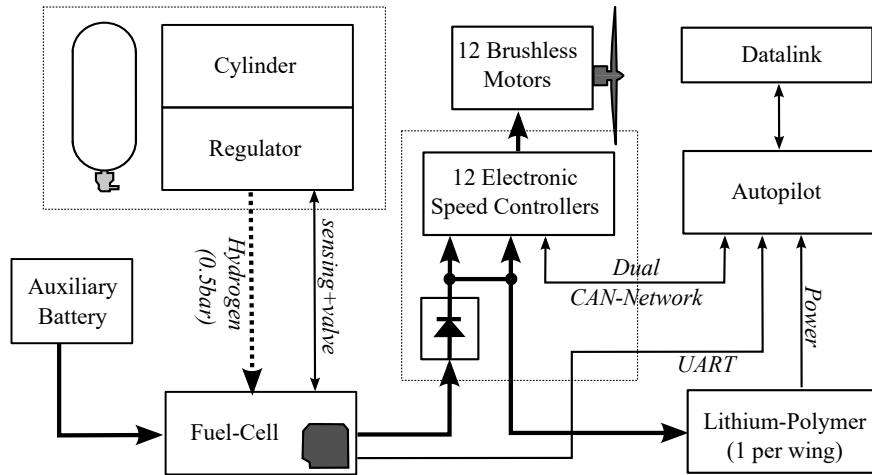 Cylinder
Regulator
12 Brushless
Motors
Datalink
12 Electronic
Speed Controllers
Autopilot
Hydrogen
(0.5bar)
sensing+valve
Auxiliary
Battery
Dual
CAN-Network
Power
UART
Fuel-Cell
Lithium-Polymer
(1 per wing)